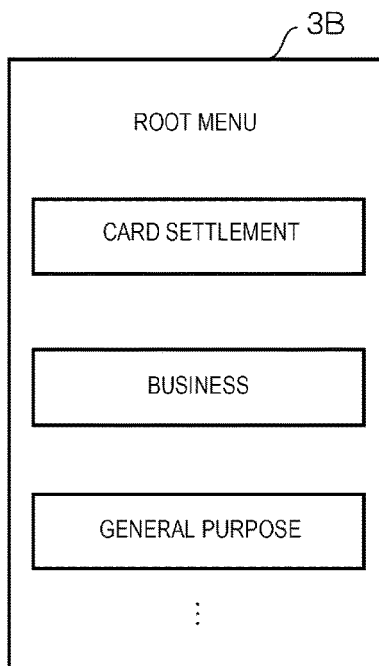 3B
ROOT MENU
CARD SETTLEMENT
BUSINESS
GENERAL PURPOSE
⋮